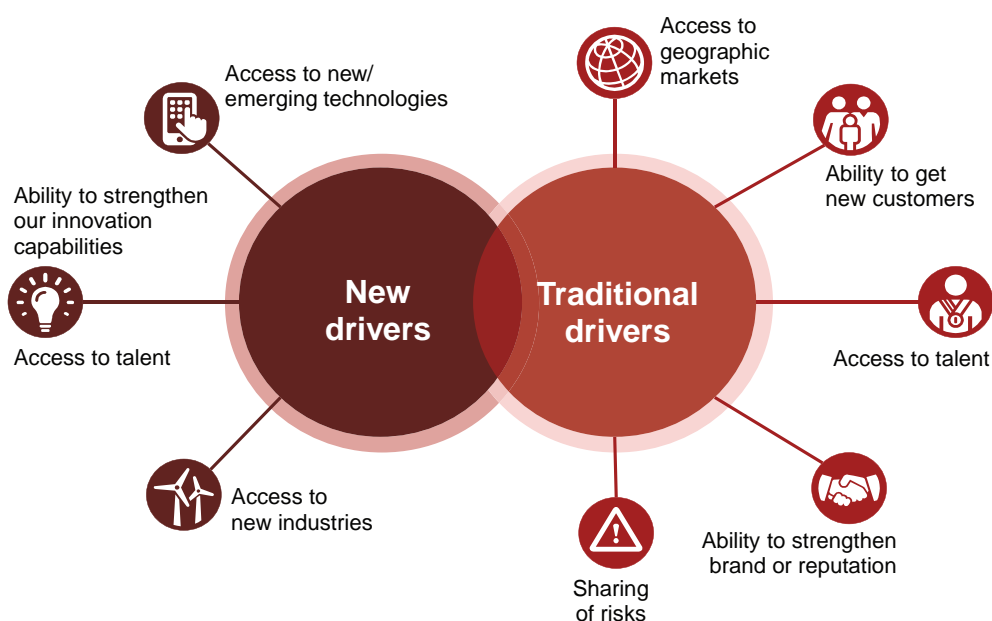 Access to new/
emerging technologies
Ability to strengthen
our innovation
capabilities
Access to talent
Access to
new industries
New
drivers
Traditional
drivers
Access to
geographic
markets
Ability to get
new customers
Access to talent
Ability to strengthen
brand or reputation
Sharing
of risks